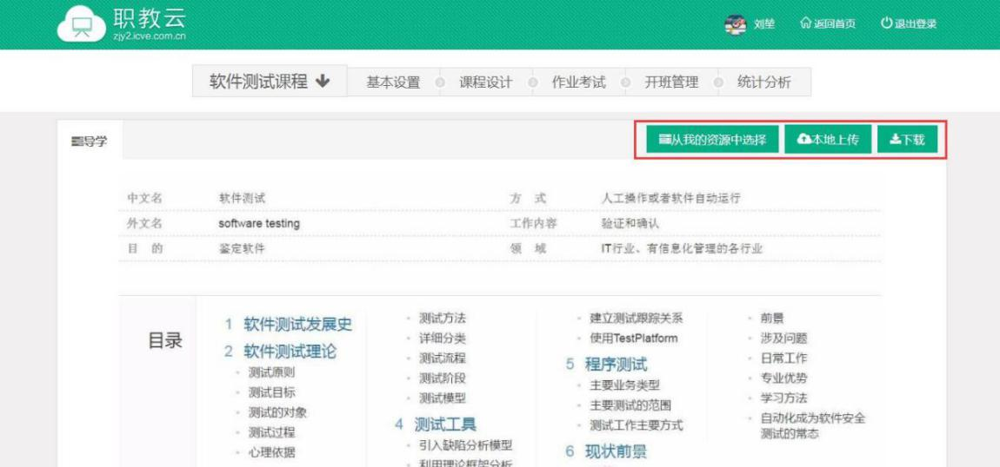 职教云
zjy2.icve.com.cn
刘堃 返回首页 退出登录
软件测试课程 基本设置 课程设计 作业考试 开班管理 统计分析
导学 从我的资源中选择 本地上传 下载
中文名 软件测试 方 式 人工操作或者软件自动运行
外文名 software testing 工作内容 验证和确认
目 的 鉴定软件 领 域 IT行业、有信息化管理的各行业
目录
1 软件测试发展史
2 软件测试理论
测试原则
测试目标
测试的对象
测试过程
心理依据
测试方法
详细分类
测试流程
测试阶段
测试模型
4 测试工具
引入缺陷分析模型
利用理论框架分析
建立测试跟踪关系
使用TestPlatform
5 程序测试
主要业务类型
主要测试的范围
测试工作主要方式
6 现状前景
前景
涉及问题
日常工作
专业优势
学习方法
自动化成为软件安全
测试的常态